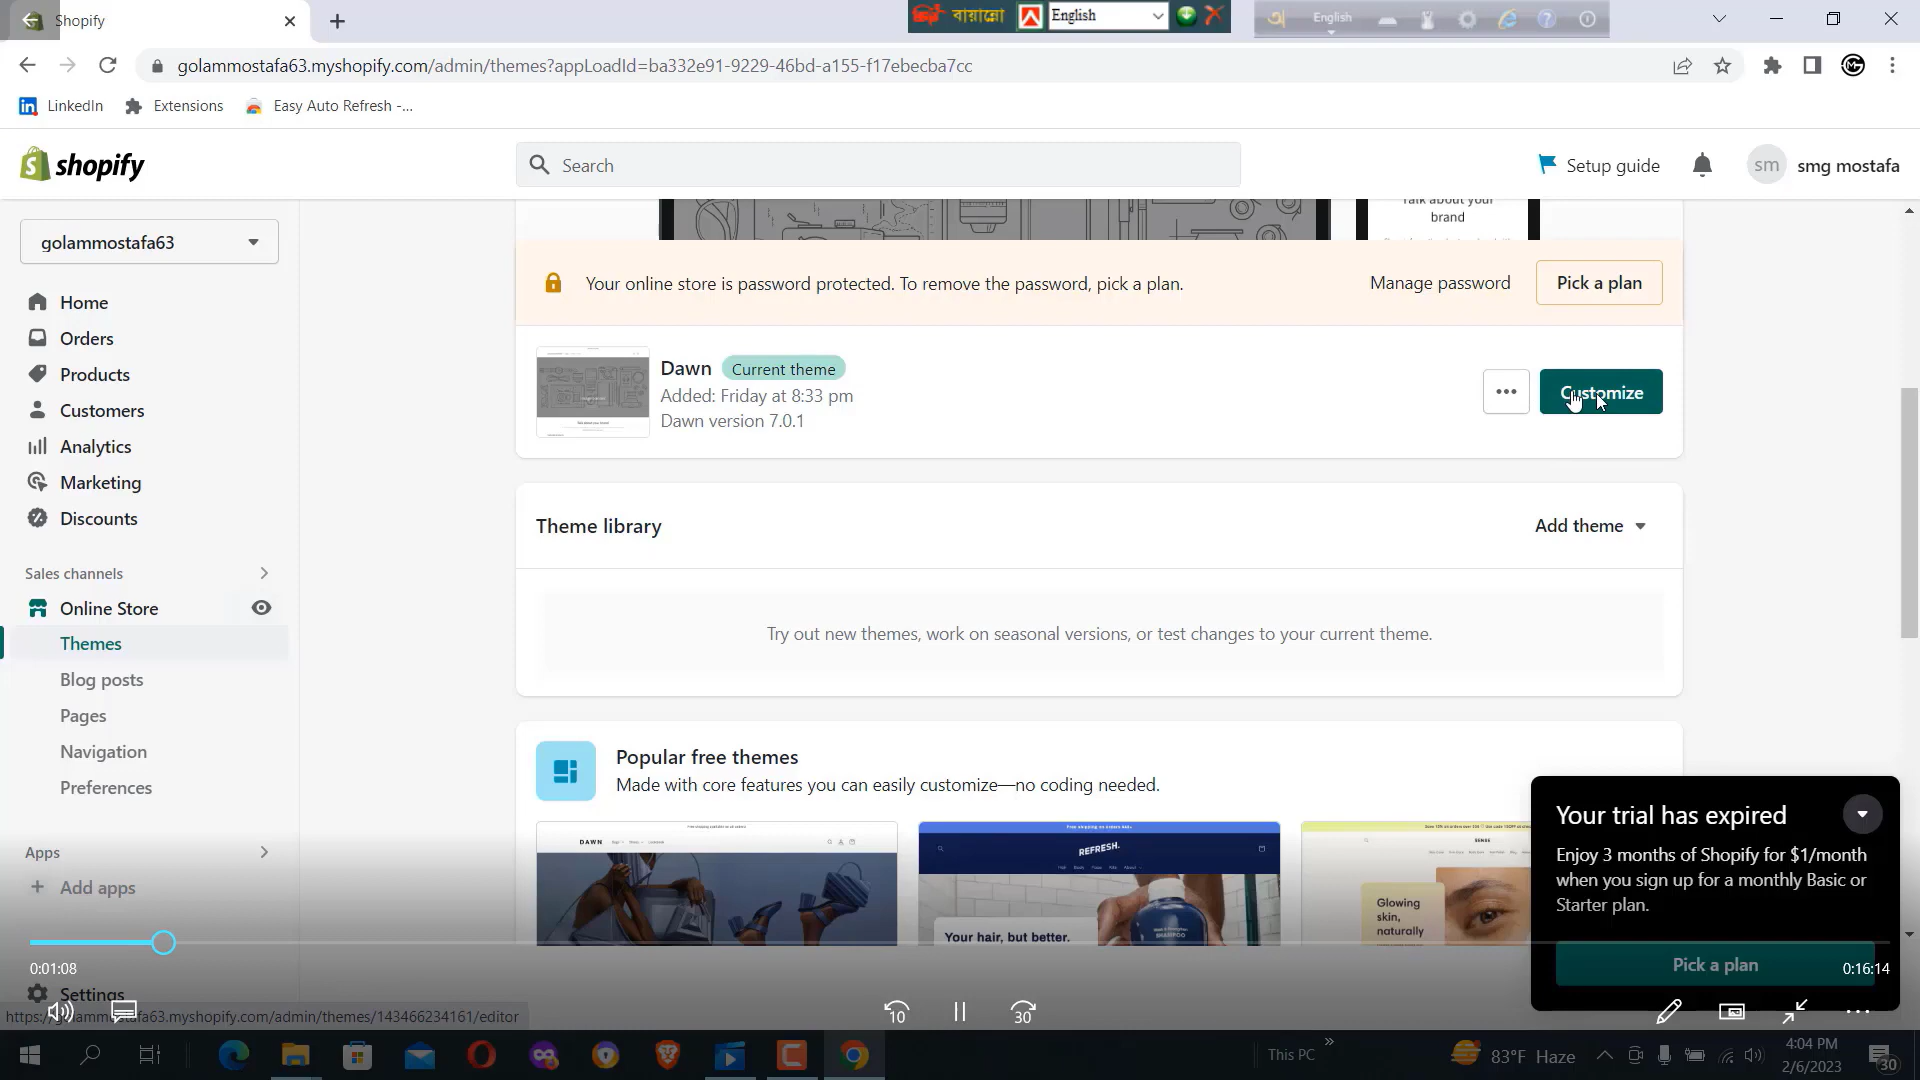 Shopify
বায়ান্নো
English
English
golammostafa63.myshopify.com/admin/themes?appLoadId=ba332e91-9229-46bd-a155-f17ebecba7cc
LinkedIn
Extensions
Easy Auto Refresh -...
shopify
Search
Setup guide
sm
smg mostafa
golammostafa63
Home
Orders
Products
Customers
Analytics
Marketing
Discounts
Sales channels
Online Store
Themes
Blog posts
Pages
Navigation
Preferences
Apps
Add apps
Settings
Talk about your
brand
Your online store is password protected. To remove the password, pick a plan.
Manage password
Pick a plan
Dawn
Current theme
Added: Friday at 8:33 pm
Dawn version 7.0.1
Customize
Theme library
Add theme
Try out new themes, work on seasonal versions, or test changes to your current theme.
Popular free themes
Made with core features you can easily customize—no coding needed.
DAWN
REFRESH.
Your hair, but better.
SENSE
Glowing
skin,
naturally
Your trial has expired
Enjoy 3 months of Shopify for $1/month
when you sign up for a monthly Basic or
Starter plan.
Pick a plan
0:01:08
0:16:14
10
30
https://golammostafa63.myshopify.com/admin/themes/143466234161/editor
This PC
83°F Haze
4:04 PM
2/6/2023
30